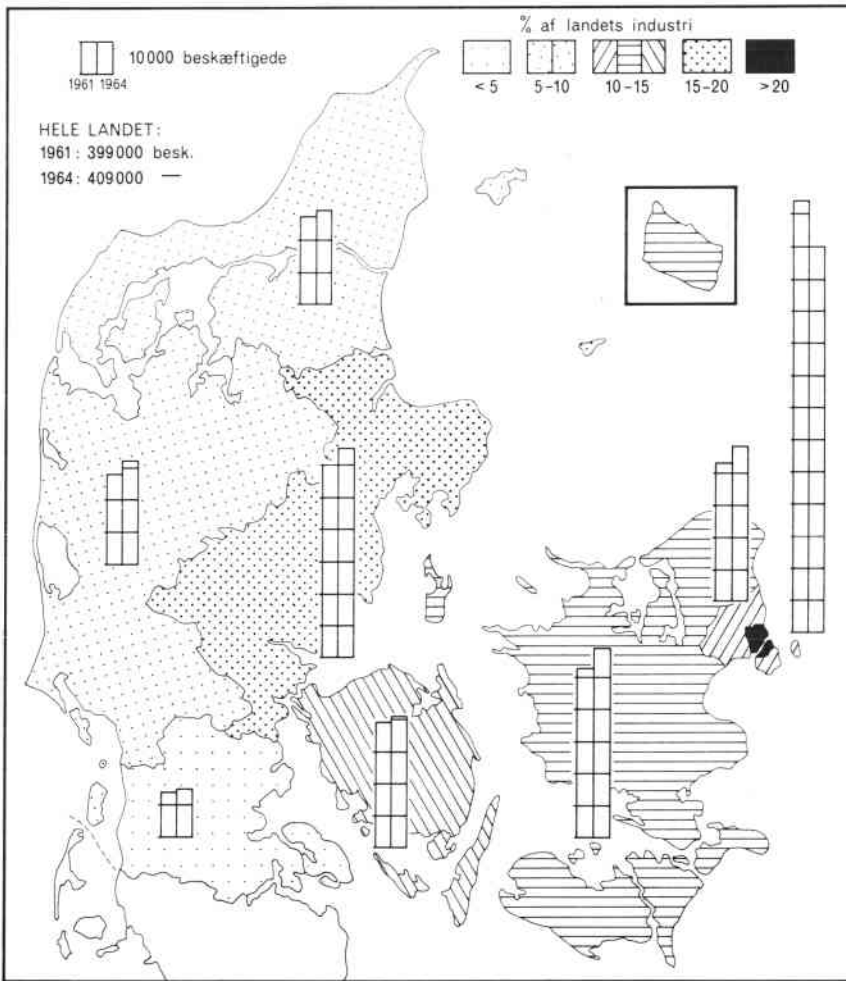 % af landets industri
10000 beskæftigede
1961 1964
< 5 5-10 10-15 15-20 >20
HELE LANDET:
1961: 399000 besk.
1964: 409000 —